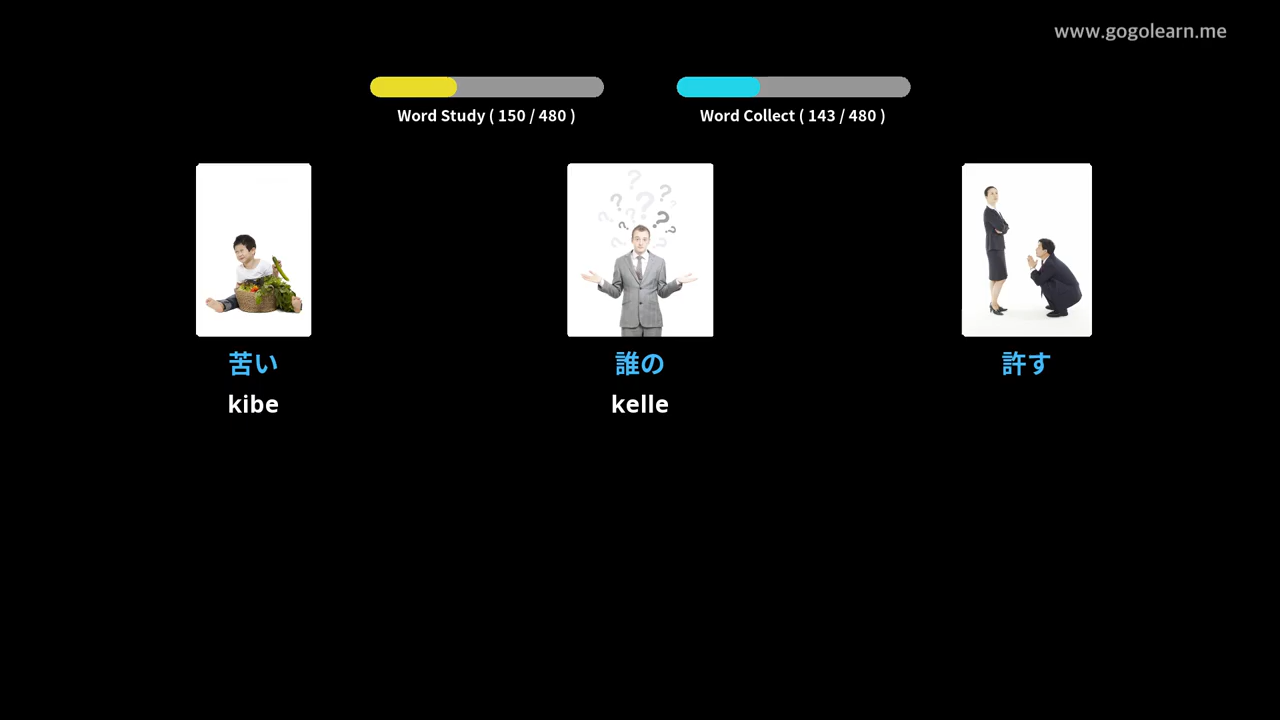 www.gogolearn.me
Word Study ( 150 / 480 )
Word Collect ( 143 / 480 )
苦い
誰の
許す
kibe
kelle